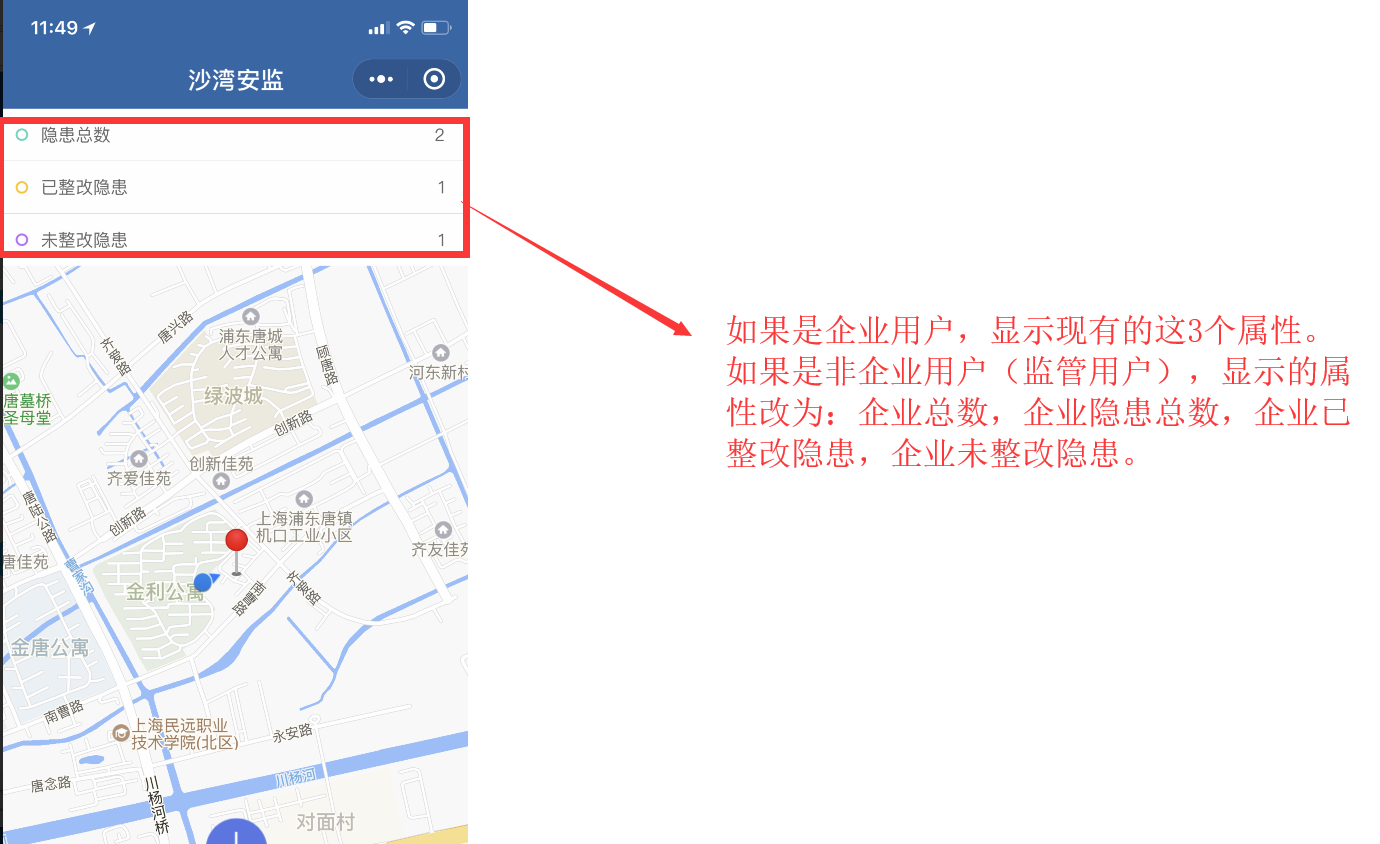 11:49
沙湾安监
隐患总数 2
已整改隐患 1
未整改隐患 1
如果是企业用户，显示现有的这3个属性。
如果是非企业用户（监管用户），显示的属
性改为：企业总数，企业隐患总数，企业已
整改隐患，企业未整改隐患。
唐兴路
浦东唐城
人才公寓
齐爱路
顾唐路
河东新村
唐墓桥
圣母堂
绿波城
创新路
创新佳苑
齐爱佳苑
唐陆公路
创新路
上海浦东唐镇
机口工业小区
齐友佳苑
唐佳苑
曹家沟
金利公寓
齐爱路
南曹路
金唐公寓
南曹路
上海民远职业
技术学院(北区)
永安路
唐念路
川杨河
川杨河桥
对面村